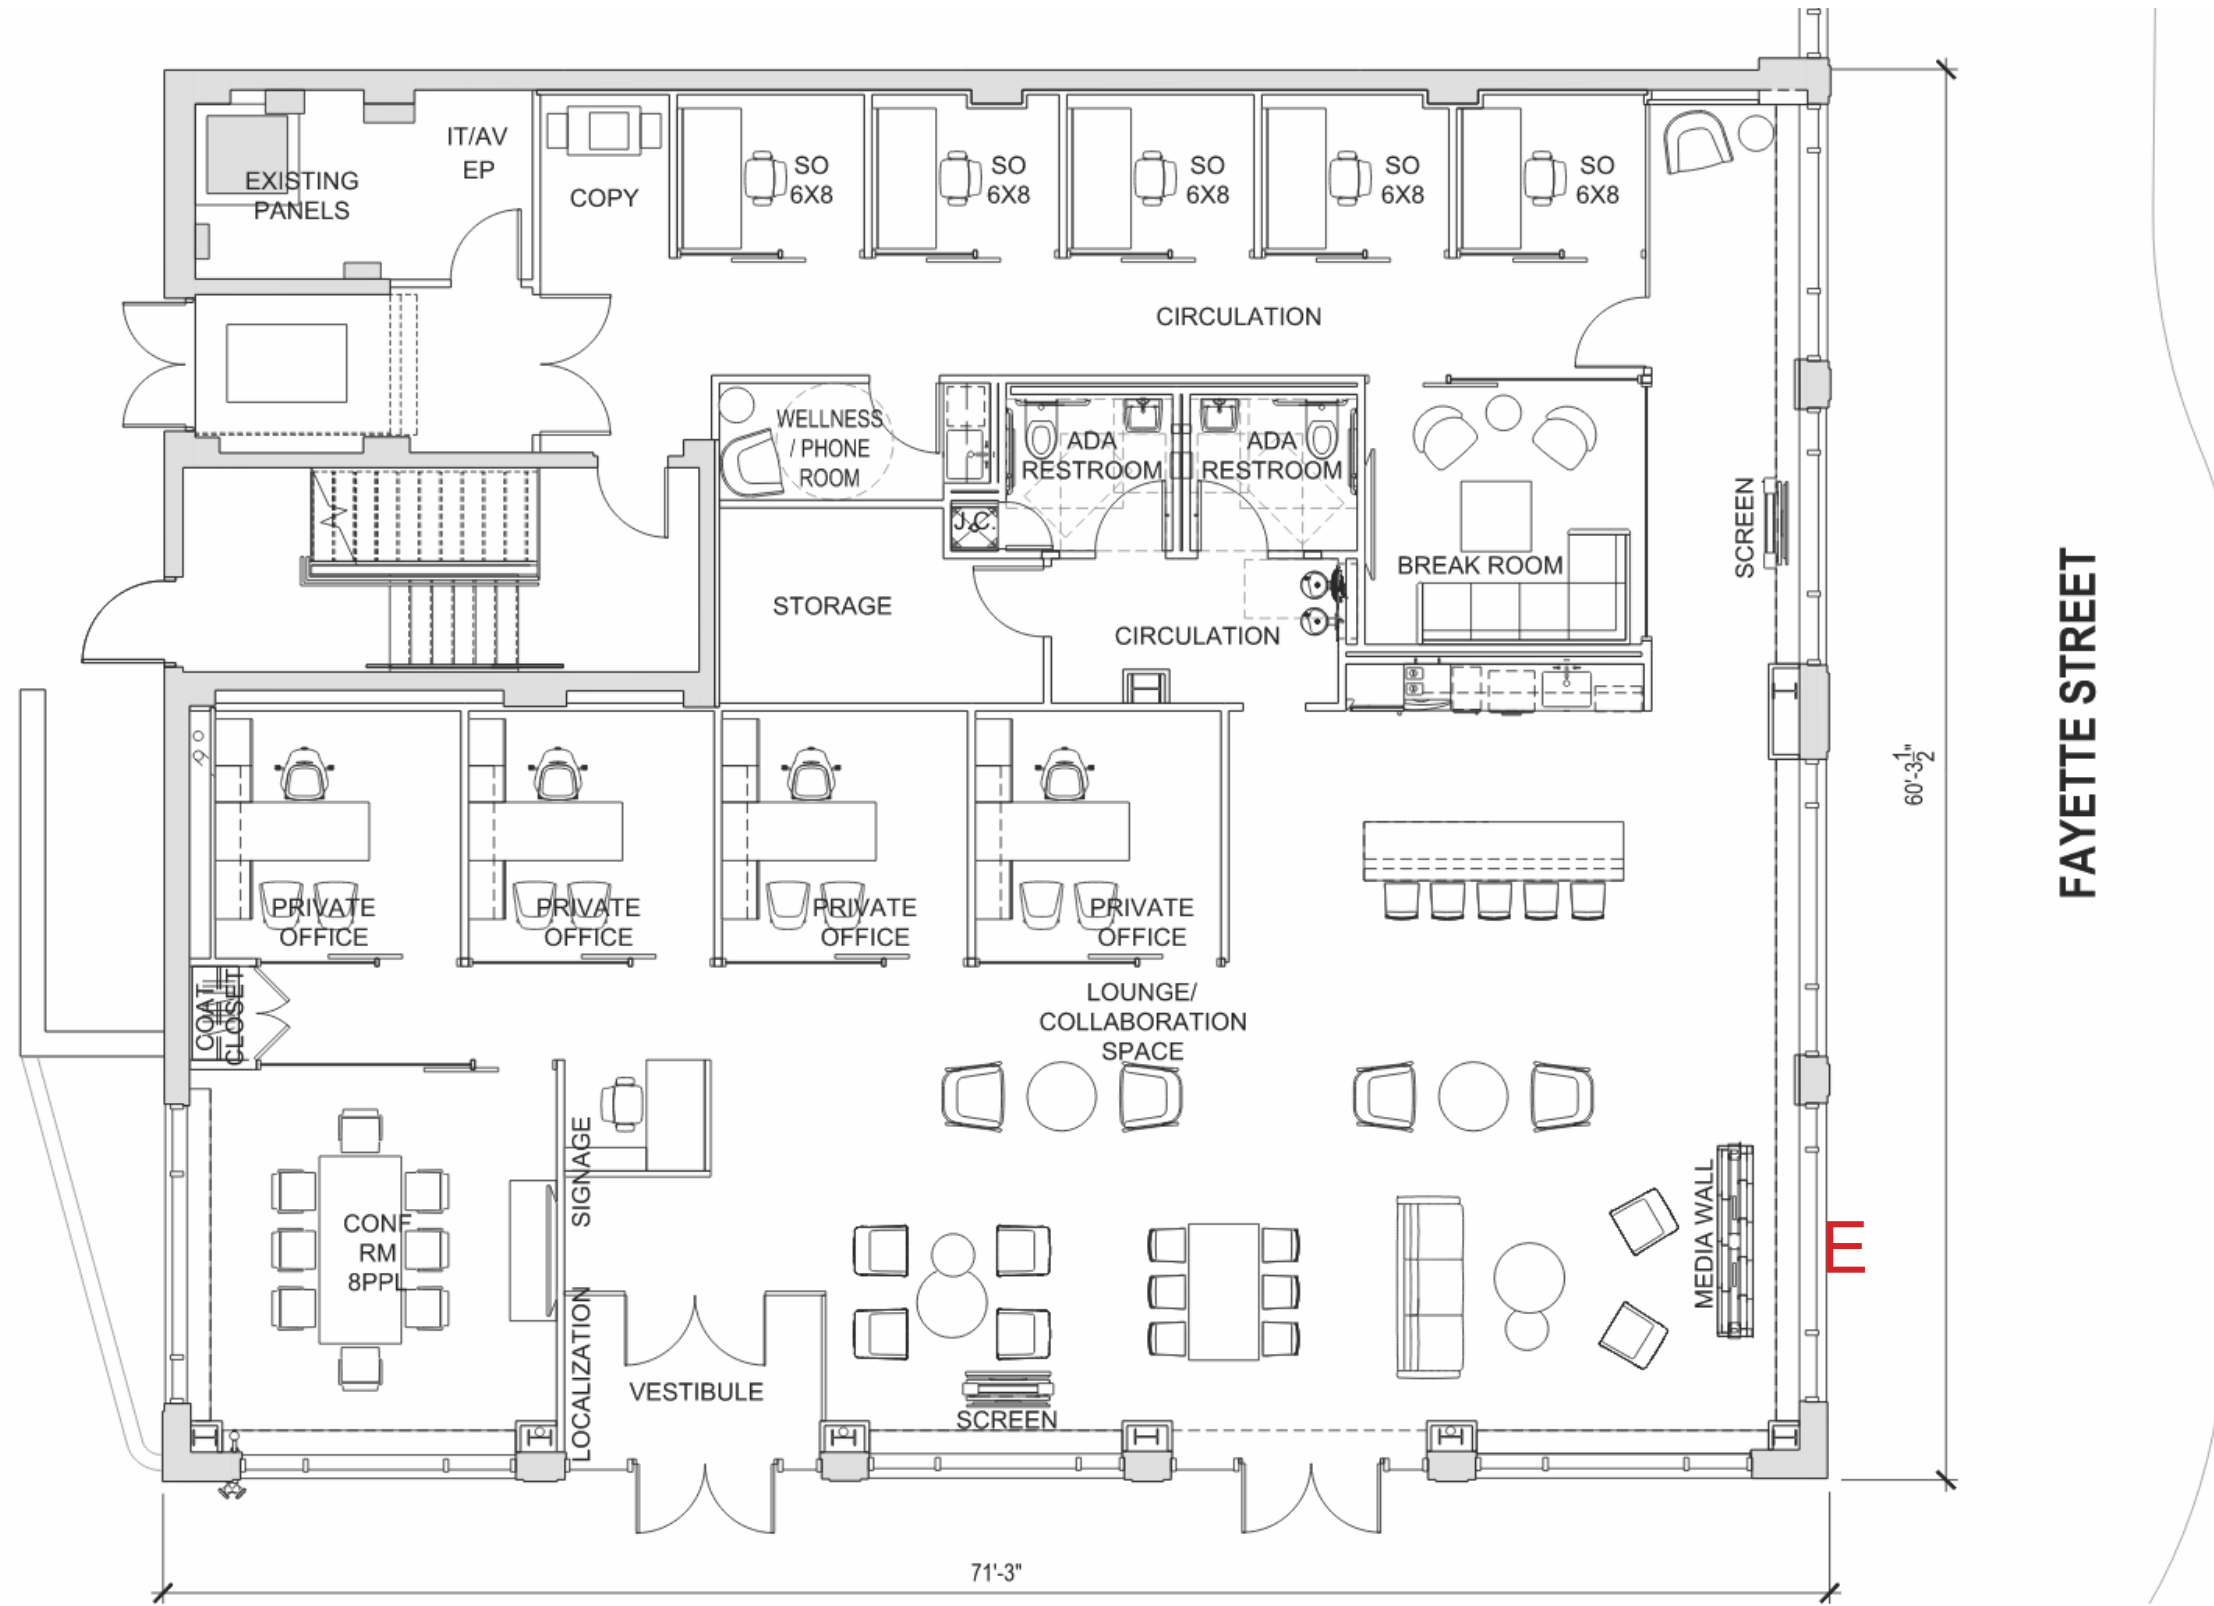 IT/AV
EP
EXISTING
PANELS
COPY
SO
6X8
SO
6X8
SO
6X8
SO
6X8
SO
6X8
CIRCULATION
WELLNESS
/ PHONE
ROOM
ADA
RESTROOM
ADA
RESTROOM
J.C.
BREAK ROOM
SCREEN
STORAGE
CIRCULATION
FAYETTE STREET
60'-3 1/2"
PRIVATE
OFFICE
PRIVATE
OFFICE
PRIVATE
OFFICE
PRIVATE
OFFICE
COAT
CLOSET
LOUNGE/
COLLABORATION
SPACE
SIGNAGE
CONF
RM
8PPL
MEDIA WALL
E
LOCALIZATION
VESTIBULE
SCREEN
71'-3"